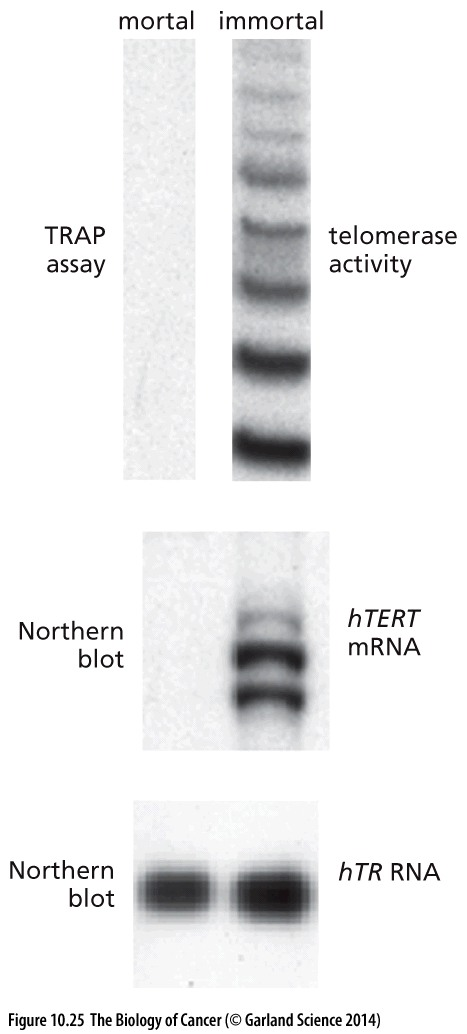 mortal immortal
TRAP
assay
telomerase
activity
Northern
blot
hTERT
mRNA
Northern
blot
hTR RNA
Figure 10.25 The Biology of Cancer (© Garland Science 2014)